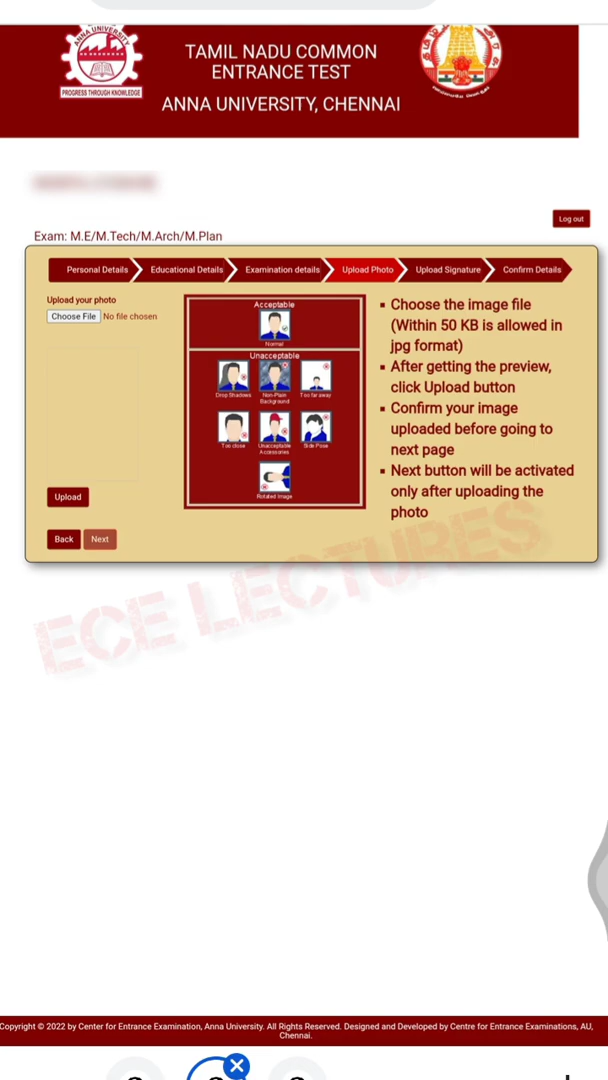 ANNA UNIVERSITY
PROGRESS THROUGH KNOWLEDGE
TAMIL NADU COMMON
ENTRANCE TEST
ANNA UNIVERSITY, CHENNAI
Log out
Exam: M.E/M.Tech/M.Arch/M.Plan
Personal Details Educational Details Examination details Upload Photo Upload Signature Confirm Details
Upload your photo
Choose File No file chosen
Upload
Back Next
Acceptable
Normal
Unacceptable
Drop Shadows Non-Plain Background Too far away
Too close Unacceptable Accessories Side Pose
Rotated Image
▪ Choose the image file
(Within 50 KB is allowed in
jpg format)
▪ After getting the preview,
click Upload button
▪ Confirm your image
uploaded before going to
next page
▪ Next button will be activated
only after uploading the
photo
ECE LECTURES
Copyright © 2022 by Center for Entrance Examination, Anna University. All Rights Reserved. Designed and Developed by Centre for Entrance Examinations, AU,
Chennai.